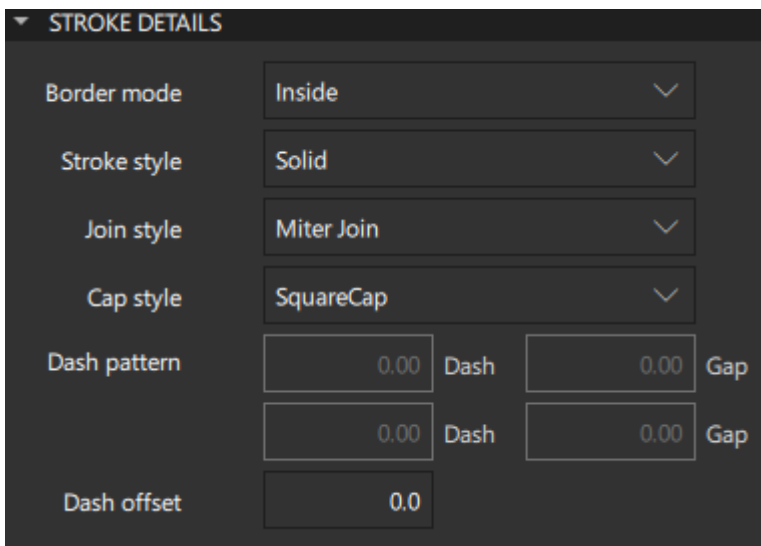 STROKE DETAILS
Border mode Inside
Stroke style Solid
Join style Miter Join
Cap style SquareCap
Dash pattern 0.00 Dash 0.00 Gap
0.00 Dash 0.00 Gap
Dash offset 0.0